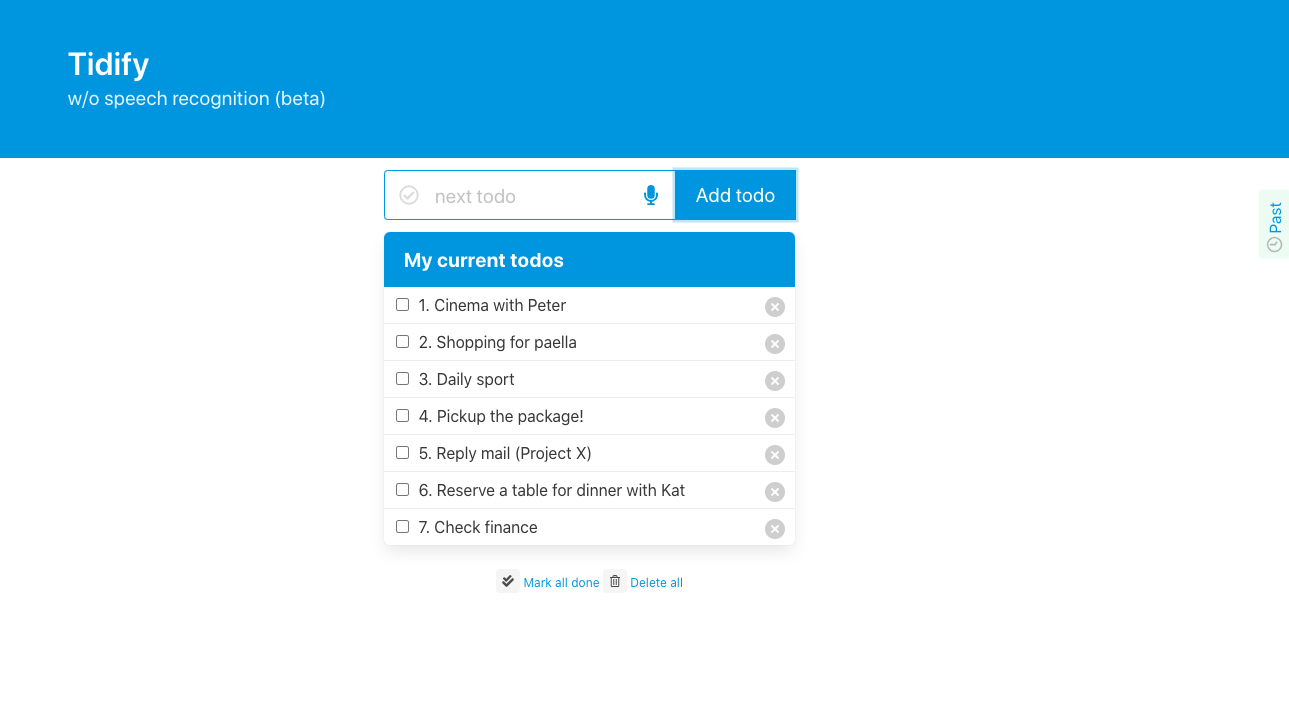 Tidify
w/o speech recognition (beta)
next todo
Add todo
Past
My current todos
1. Cinema with Peter
2. Shopping for paella
3. Daily sport
4. Pickup the package!
5. Reply mail (Project X)
6. Reserve a table for dinner with Kat
7. Check finance
Mark all done Delete all